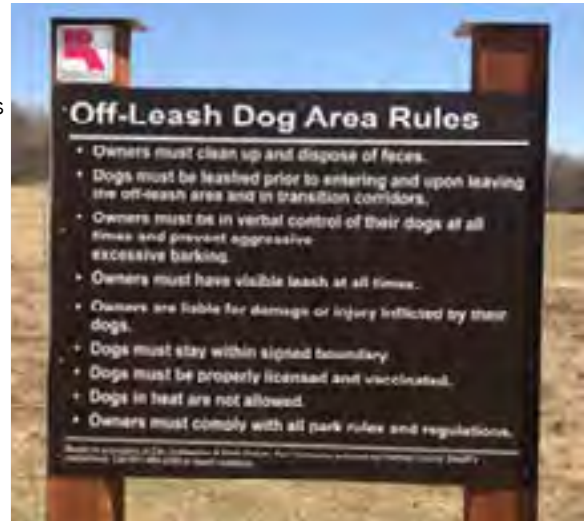 s
Off-Leash Dog Area Rules
• Owners must clean up and dispose of feces.
• Dogs must be leashed prior to entering and upon leaving
the off-leash area and in transition corridors.
• Owners must be in verbal control of their dogs at all
times and prevent aggressive
excessive barking.
• Owners must have visible leash at all times.
• Owners are liable for damage or injury inflicted by their
dogs.
• Dogs must stay within signed boundary.
• Dogs must be properly licensed and vaccinated.
• Dogs in heat are not allowed.
• Owners must comply with all park rules and regulations.